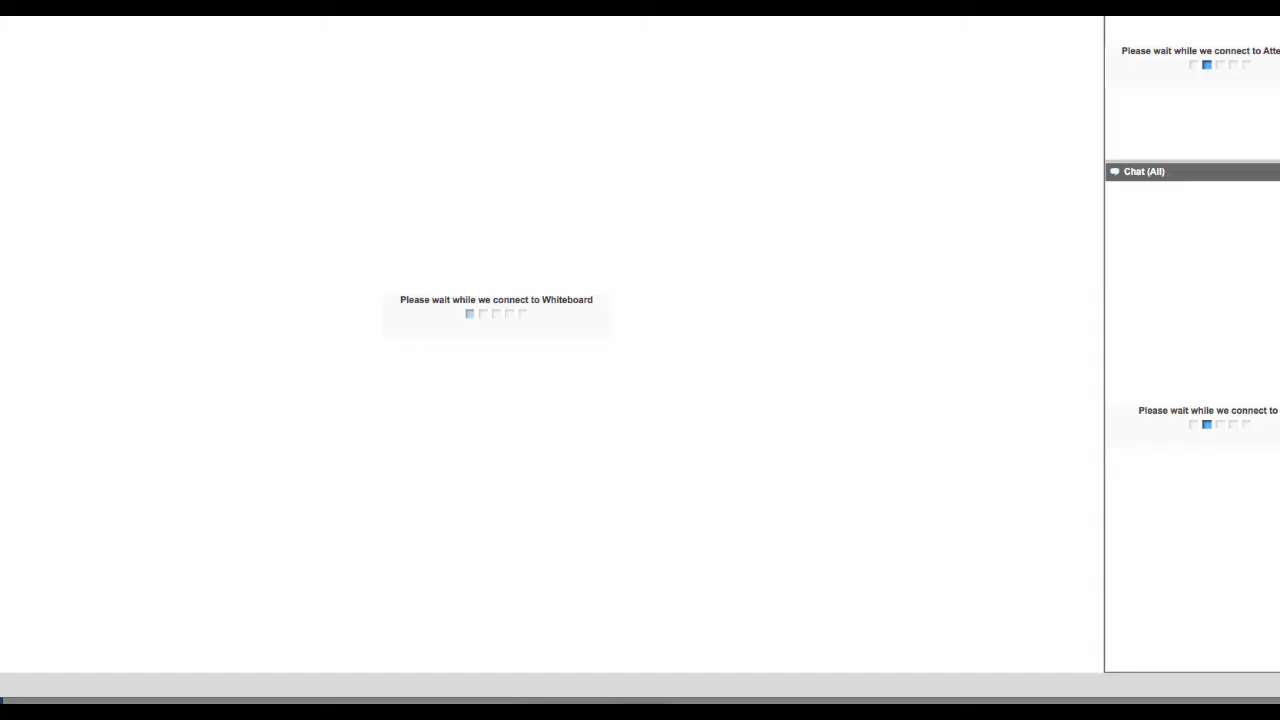 Please wait while we connect to
Chat (All)
Please wait while we connect to Whiteboard
Please wait while we connect to